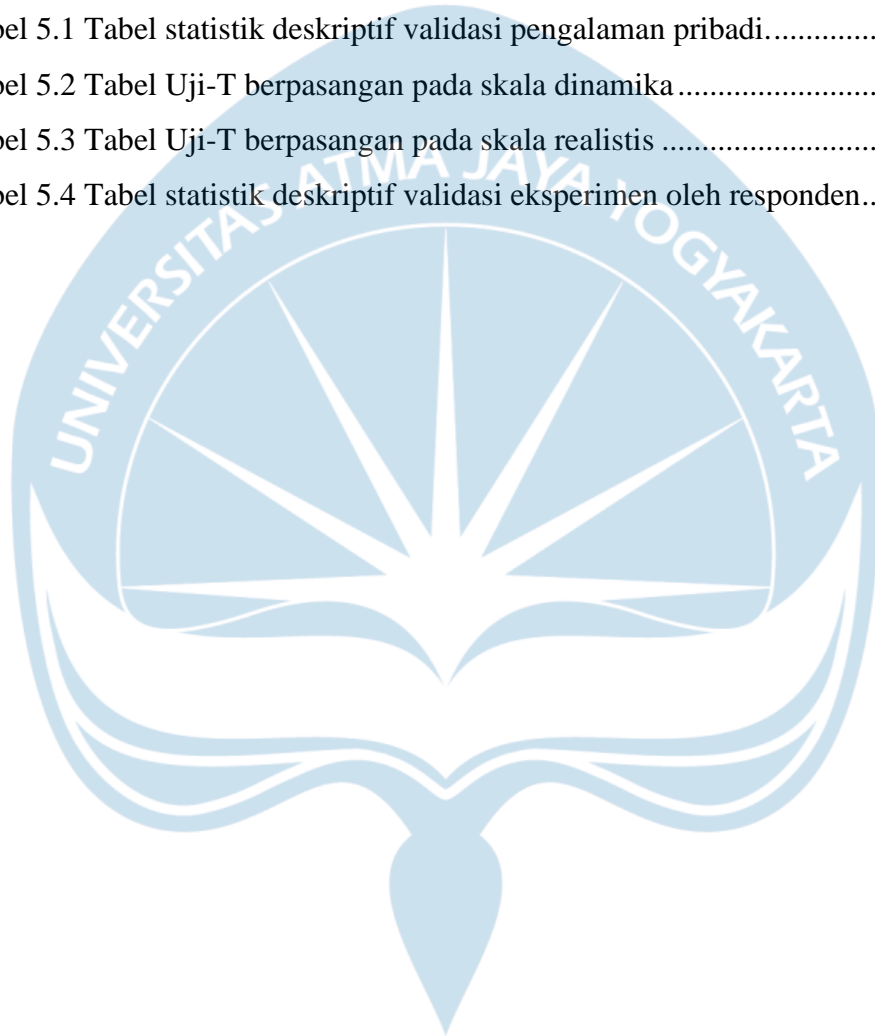 bel 5.1 Tabel statistik deskriptif validasi pengalaman pribadi..............
bel 5.2 Tabel Uji-T berpasangan pada skala dinamika.........................
bel 5.3 Tabel Uji-T berpasangan pada skala realistis ...........................
bel 5.4 Tabel statistik deskriptif validasi eksperimen oleh responden..
UNIVERSITAS ATMA JAYA YOGYAKARTA